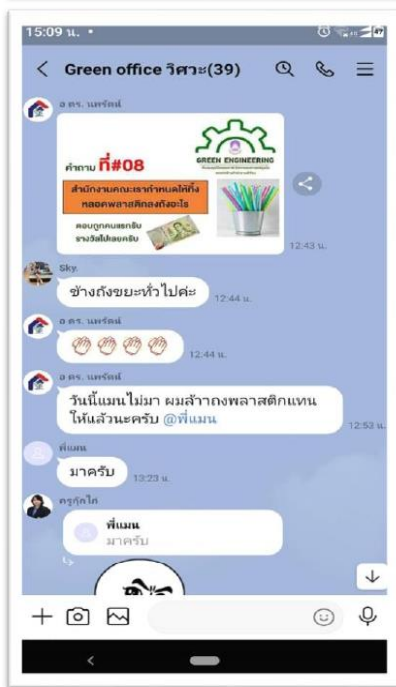 15:09 น. •
Green office วิศวะ(39)
อ.ดร. นพรัตน์
GREEN ENGINEERING
คำถาม ที่#08
สำนักงานคณะเรากำหนดให้ทิ้ง
หลอดพลาสติกลงถังอะไร
ตอบถูกคนแรกรับ
รางวัลไปเลยครับ
12:43 น.
Sky.
ข้างถังขยะทั่วไปค่ะ
12:44 น.
อ.ดร. นพรัตน์
12:44 น.
อ.ดร. นพรัตน์
วันนี้แมนไม่มา ผมล้าาถงพลาสติกแทน
ให้แล้วนะครับ @พี่แมน
12:53 น.
พี่แมน
มาครับ
13:23 น.
ครูกุ๊กไก่
พี่แมน
มาครับ